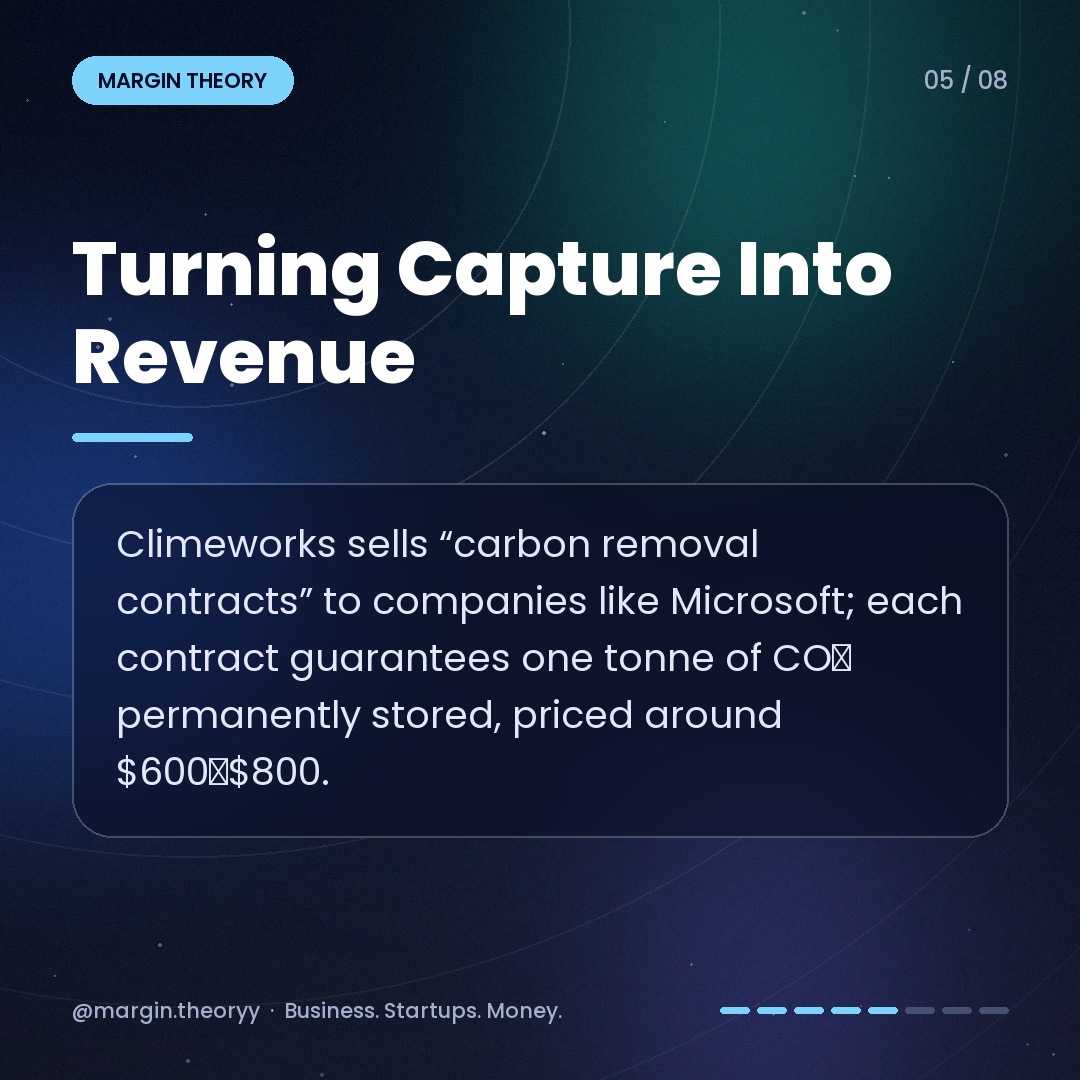 MARGIN THEORY
05 / 08
Turning Capture Into
Revenue
Climeworks sells “carbon removal
contracts” to companies like Microsoft; each
contract guarantees one tonne of CO
permanently stored, priced around
$600 $800.
@margin.theoryy · Business. Startups. Money.